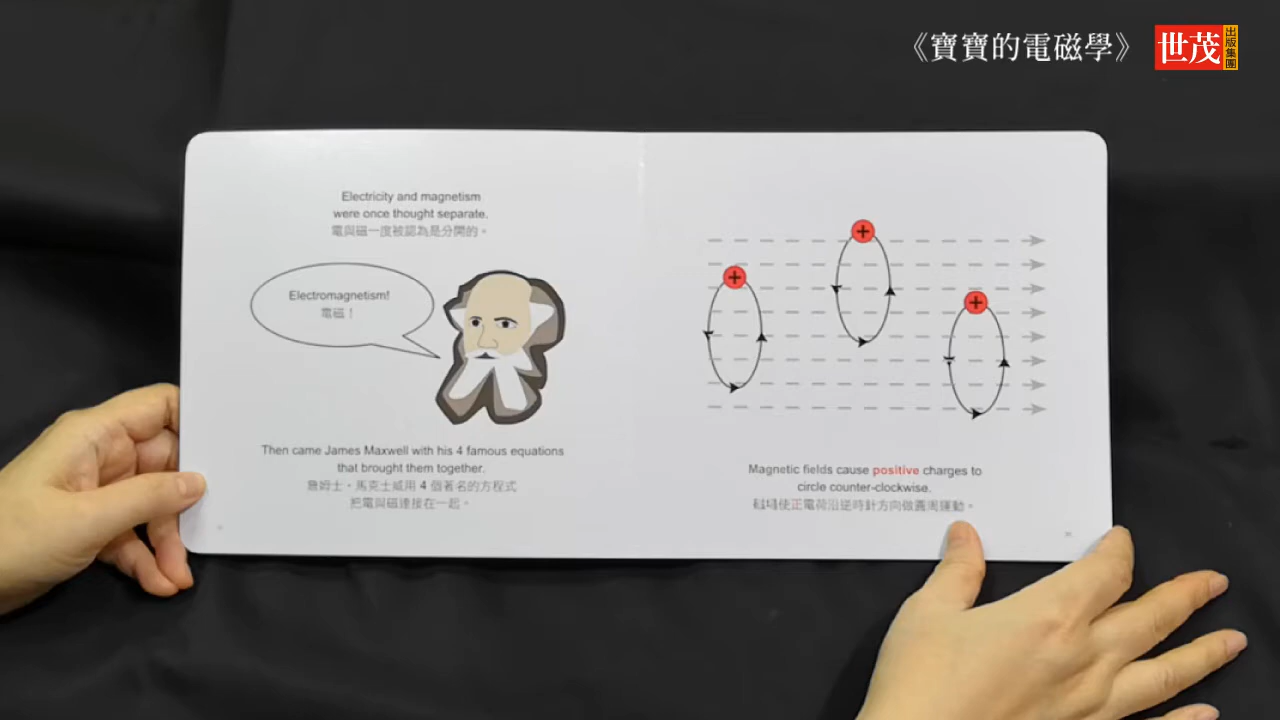 《寶寶的電磁學》
世茂
出版集團
Electricity and magnetism
were once thought separate.
電與磁一度被認為是分開的。
Electromagnetism!
電磁！
Then came James Maxwell with his 4 famous equations
that brought them together.
詹姆士・馬克士威用 4 個著名的方程式
把電與磁連接在一起。
Magnetic fields cause positive charges to
circle counter-clockwise.
磁場使正電荷沿逆時針方向做圓周運動。